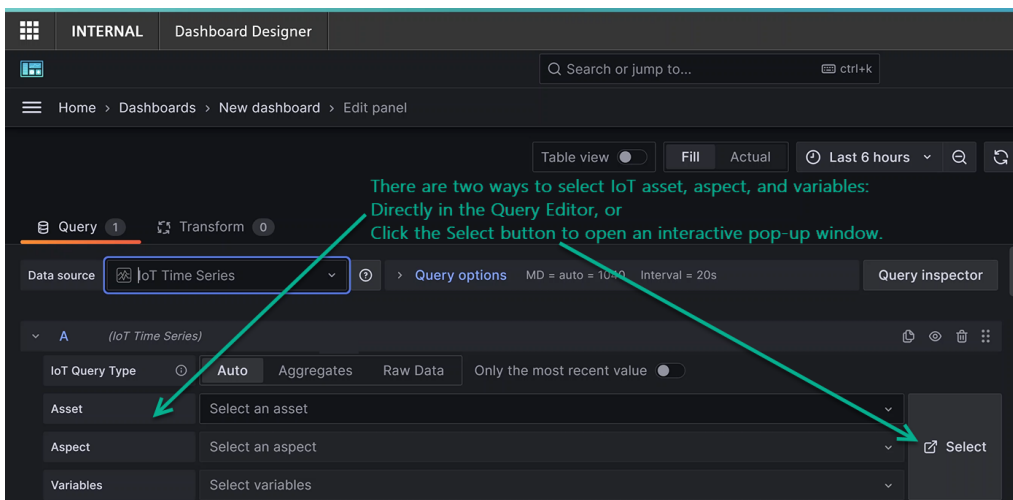 INTERNAL Dashboard Designer
Search or jump to... ctrl+k
Home › Dashboards › New dashboard › Edit panel
Table view Fill Actual Last 6 hours
There are two ways to select IoT asset, aspect, and variables:
Directly in the Query Editor, or
Click the Select button to open an interactive pop-up window.
Query 1 Transform 0
Data source IoT Time Series Query options MD = auto = 1040 Interval = 20s Query inspector
A (IoT Time Series)
IoT Query Type Auto Aggregates Raw Data Only the most recent value
Asset Select an asset
Aspect Select an aspect Select
Variables Select variables